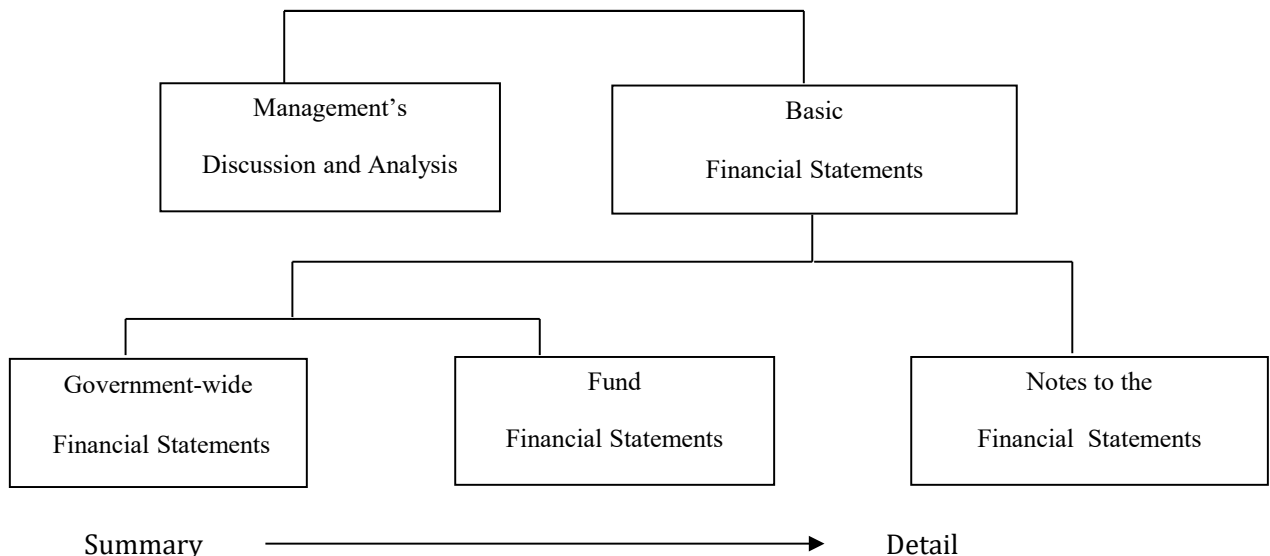 Management’s
Discussion and Analysis
Basic
Financial Statements
Government-wide
Financial Statements
Fund
Financial Statements
Notes to the
Financial Statements
Summary
Detail